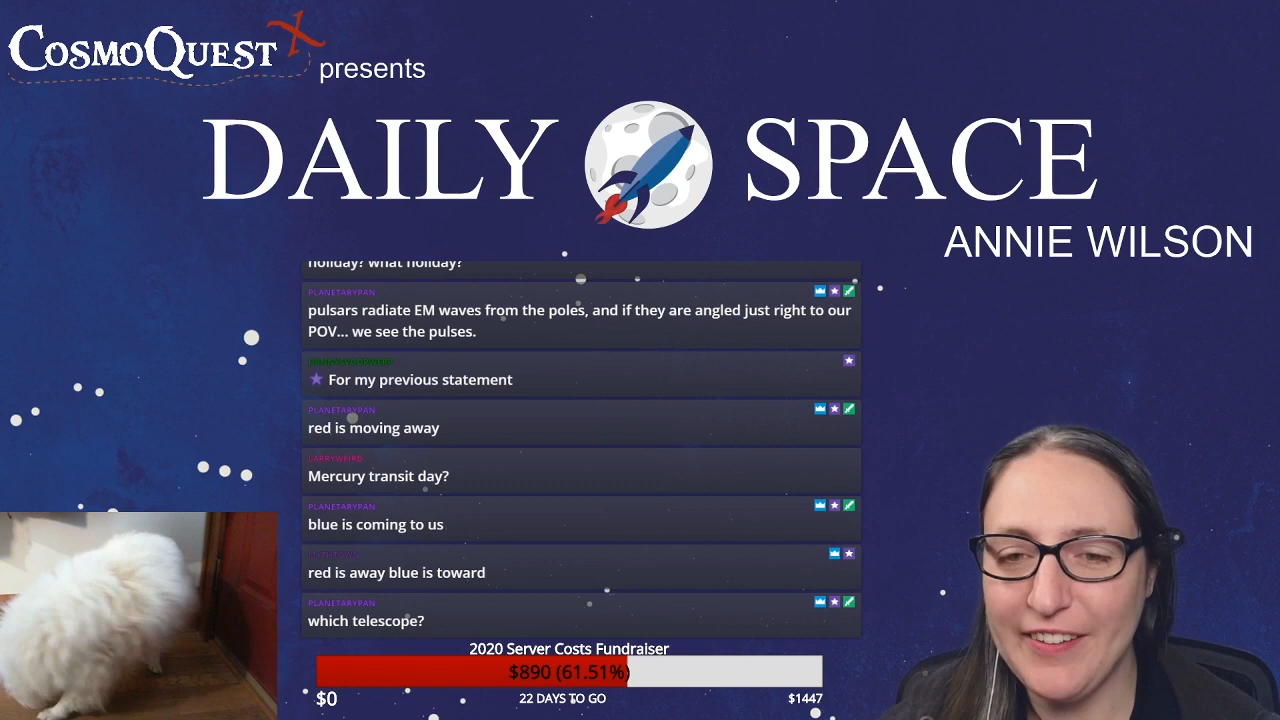 CosmoQuest X
presents
DAILY SPACE
ANNIE WILSON
holiday? what holiday?
PLANETARYPAN
pulsars radiate EM waves from the poles, and if they are angled just right to our
POV... we see the pulses.
For my previous statement
PLANETARYPAN
red is moving away
LARRYWEIRD
Mercury transit day?
PLANETARYPAN
blue is coming to us
red is away blue is toward
PLANETARYPAN
which telescope?
2020 Server Costs Fundraiser
$890 (61.51%)
$0
22 DAYS TO GO
$1447